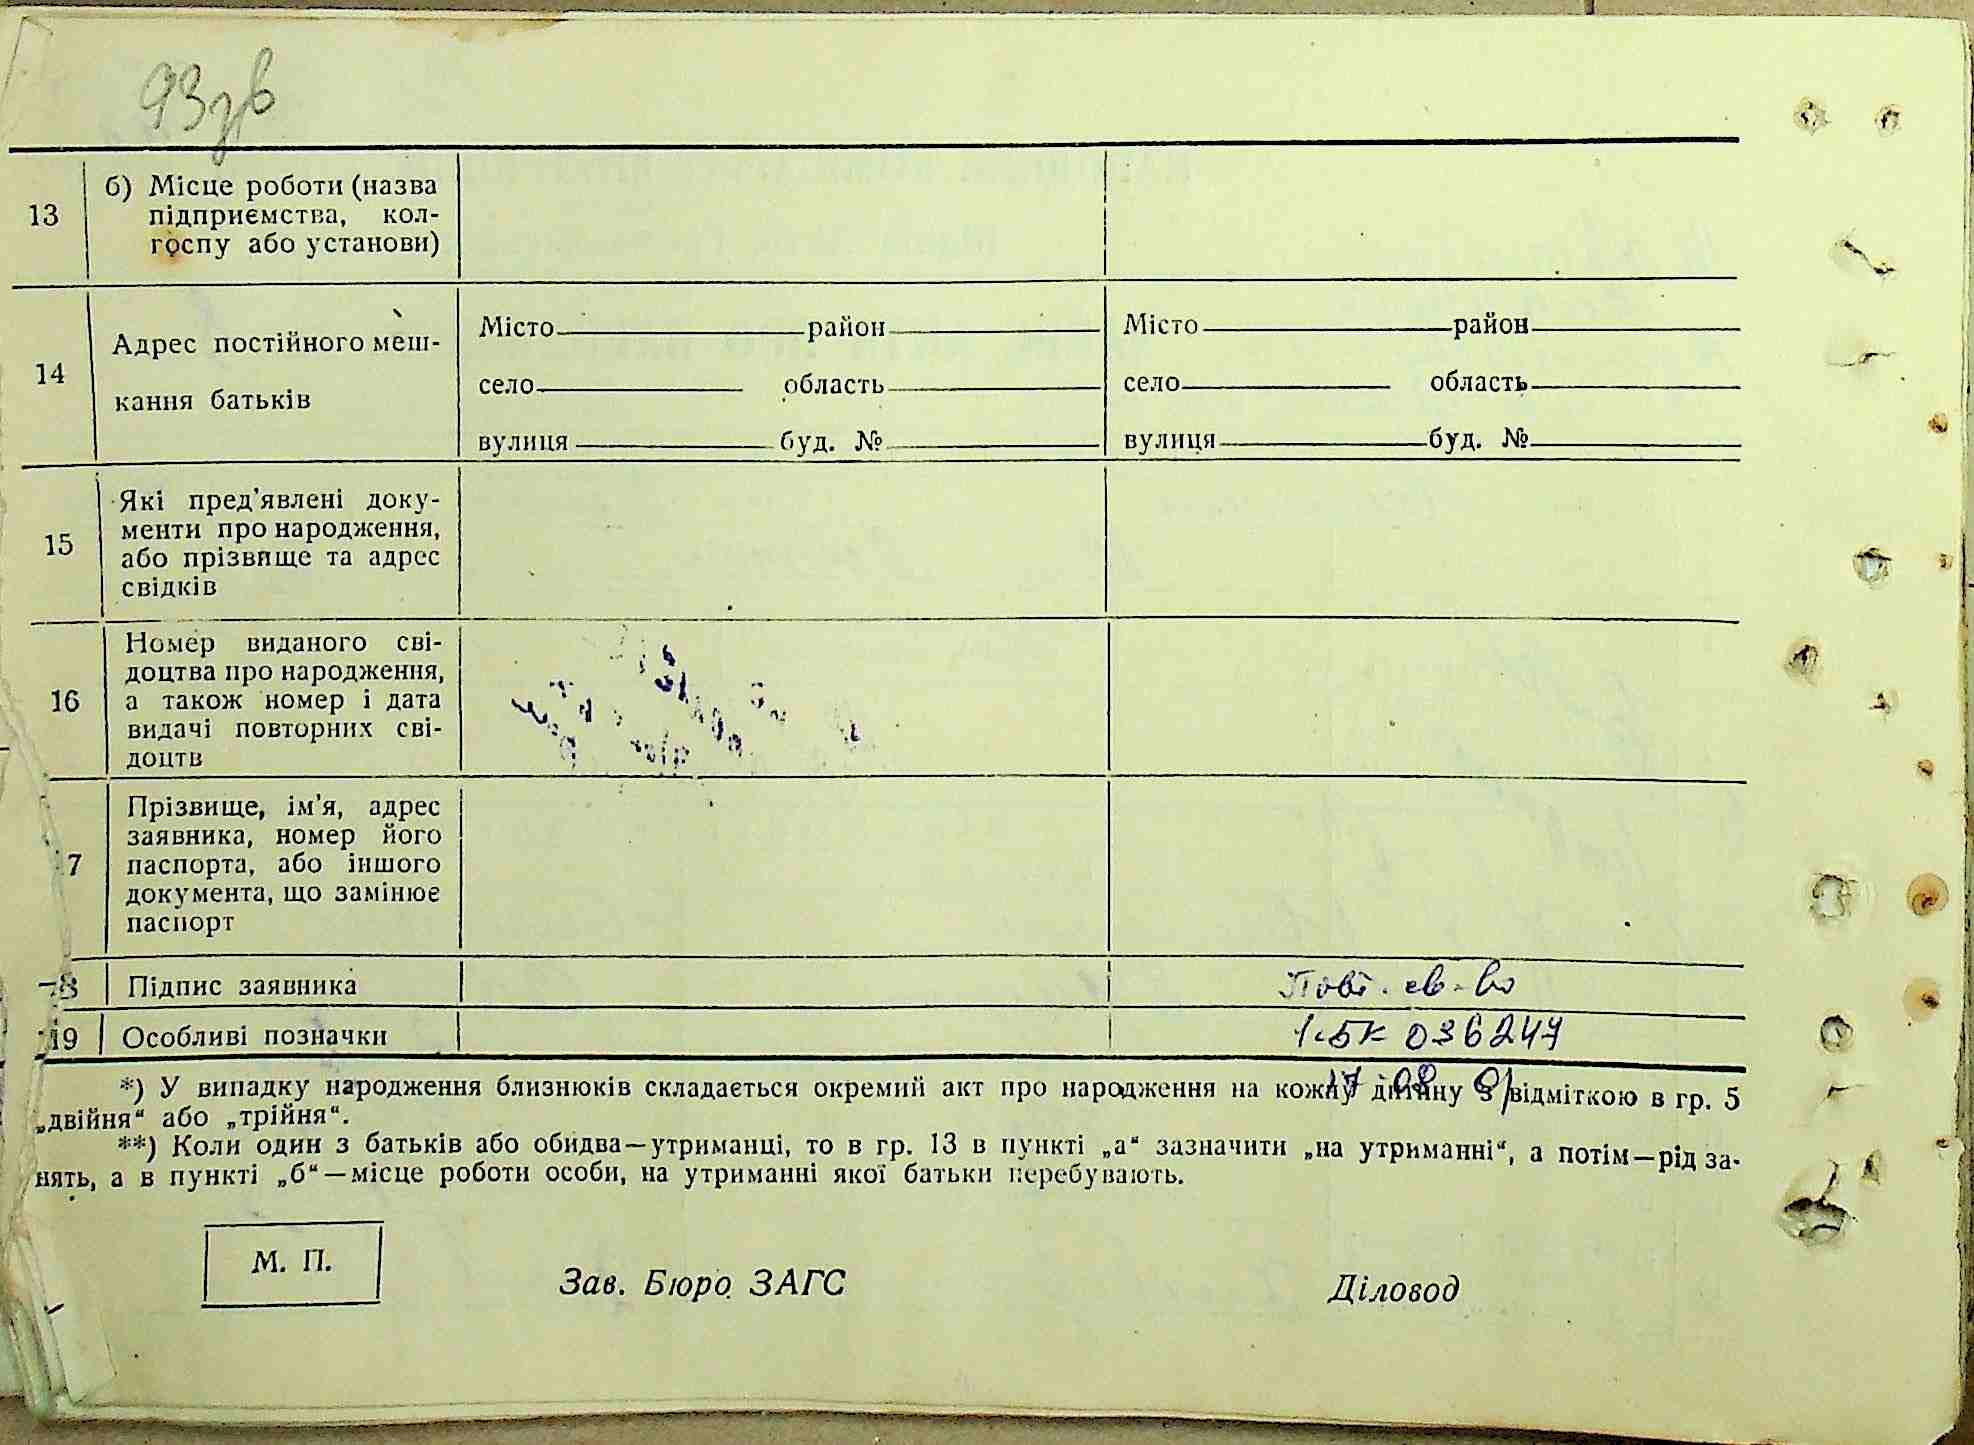 93зв
13 б) Місце роботи (назва
підприємства, кол-
госпу або установи)
14 Адрес постійного меш-
кання батьків
Місто район Місто район
село область село область
вулиця буд. № вулиця буд. №
15 Які пред'явлені доку-
менти про народження,
або прізвище та адрес
свідків
16 Номер виданого сві-
доцтва про народження,
а також номер і дата
видачі повторних сві-
доцтв
7 Прізвище, ім'я, адрес
заявника, номер його
паспорта, або іншого
документа, що замінює
паспорт
18 Підпис заявника Повт. св-во
19 Особливі позначки 1-БК 036247
17 08 91
*) У випадку народження близнюків складається окремий акт про народження на кожну дитину з відміткою в гр. 5
„двійня“ або „трійня“.
**) Коли один з батьків або обидва—утриманці, то в гр. 13 в пункті „а“ зазначити „на утриманні“, а потім—рід за-
нять, а в пункті „б“—місце роботи особи, на утриманні якої батьки перебувають.
М. П. Зав. Бюро ЗАГС Діловод